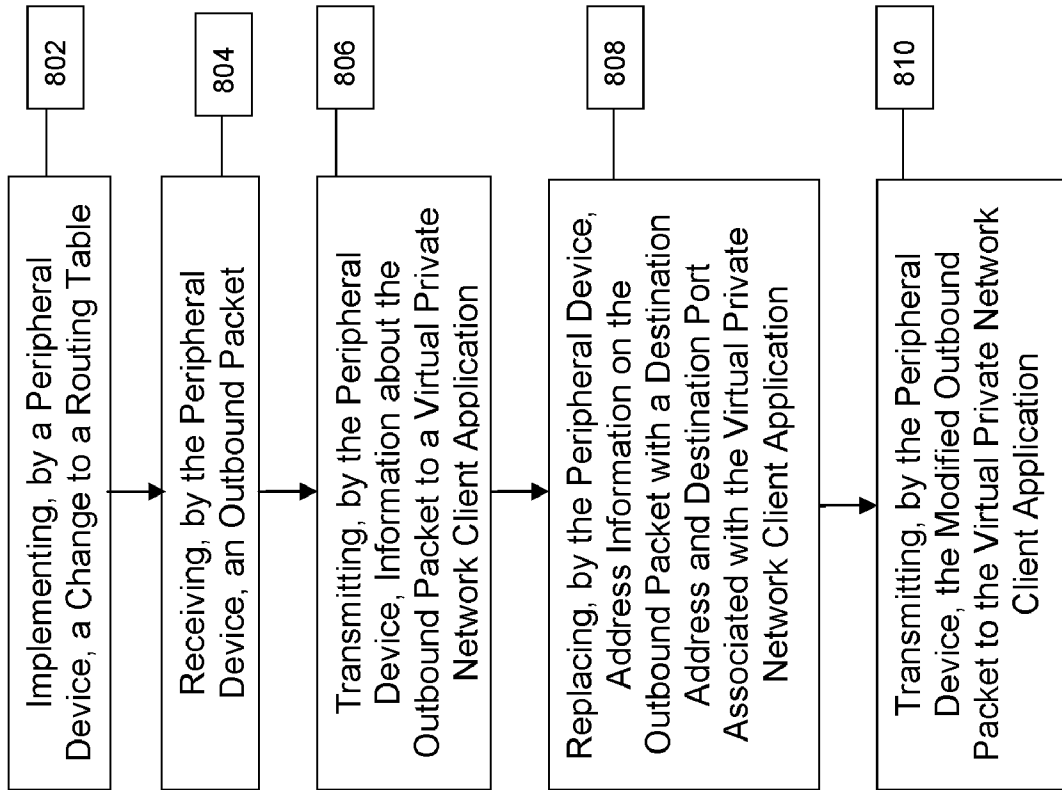 Implementing, by a Peripheral
Device, a Change to a Routing Table
802
Receiving, by the Peripheral
Device, an Outbound Packet
804
Transmitting, by the Peripheral
Device, Information about the
Outbound Packet to a Virtual Private
Network Client Application
806
Replacing, by the Peripheral Device,
Address Information on the
Outbound Packet with a Destination
Address and Destination Port
Associated with the Virtual Private
Network Client Application
808
Transmitting, by the Peripheral
Device, the Modified Outbound
Packet to the Virtual Private Network
Client Application
810